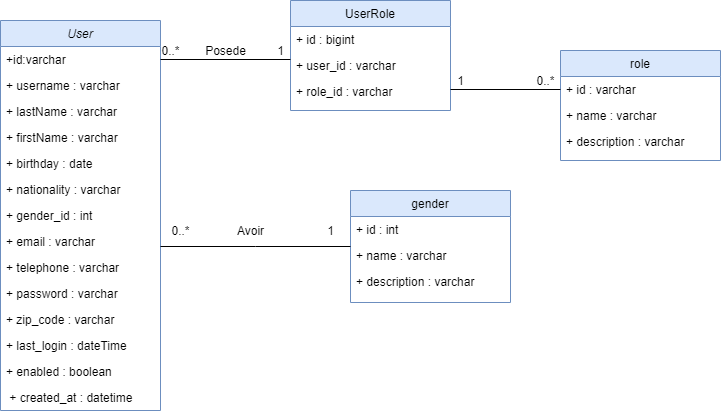 User
+id:varchar
+ username : varchar
+ lastName : varchar
+ firstName : varchar
+ birthday : date
+ nationality : varchar
+ gender_id : int
+ email : varchar
+ telephone : varchar
+ password : varchar
+ zip_code : varchar
+ last_login : dateTime
+ enabled : boolean
+ created_at : datetime
0..* Posede 1
UserRole
+ id : bigint
+ user_id : varchar
+ role_id : varchar
1 0..*
role
+ id : varchar
+ name : varchar
+ description : varchar
0..* Avoir 1
gender
+ id : int
+ name : varchar
+ description : varchar